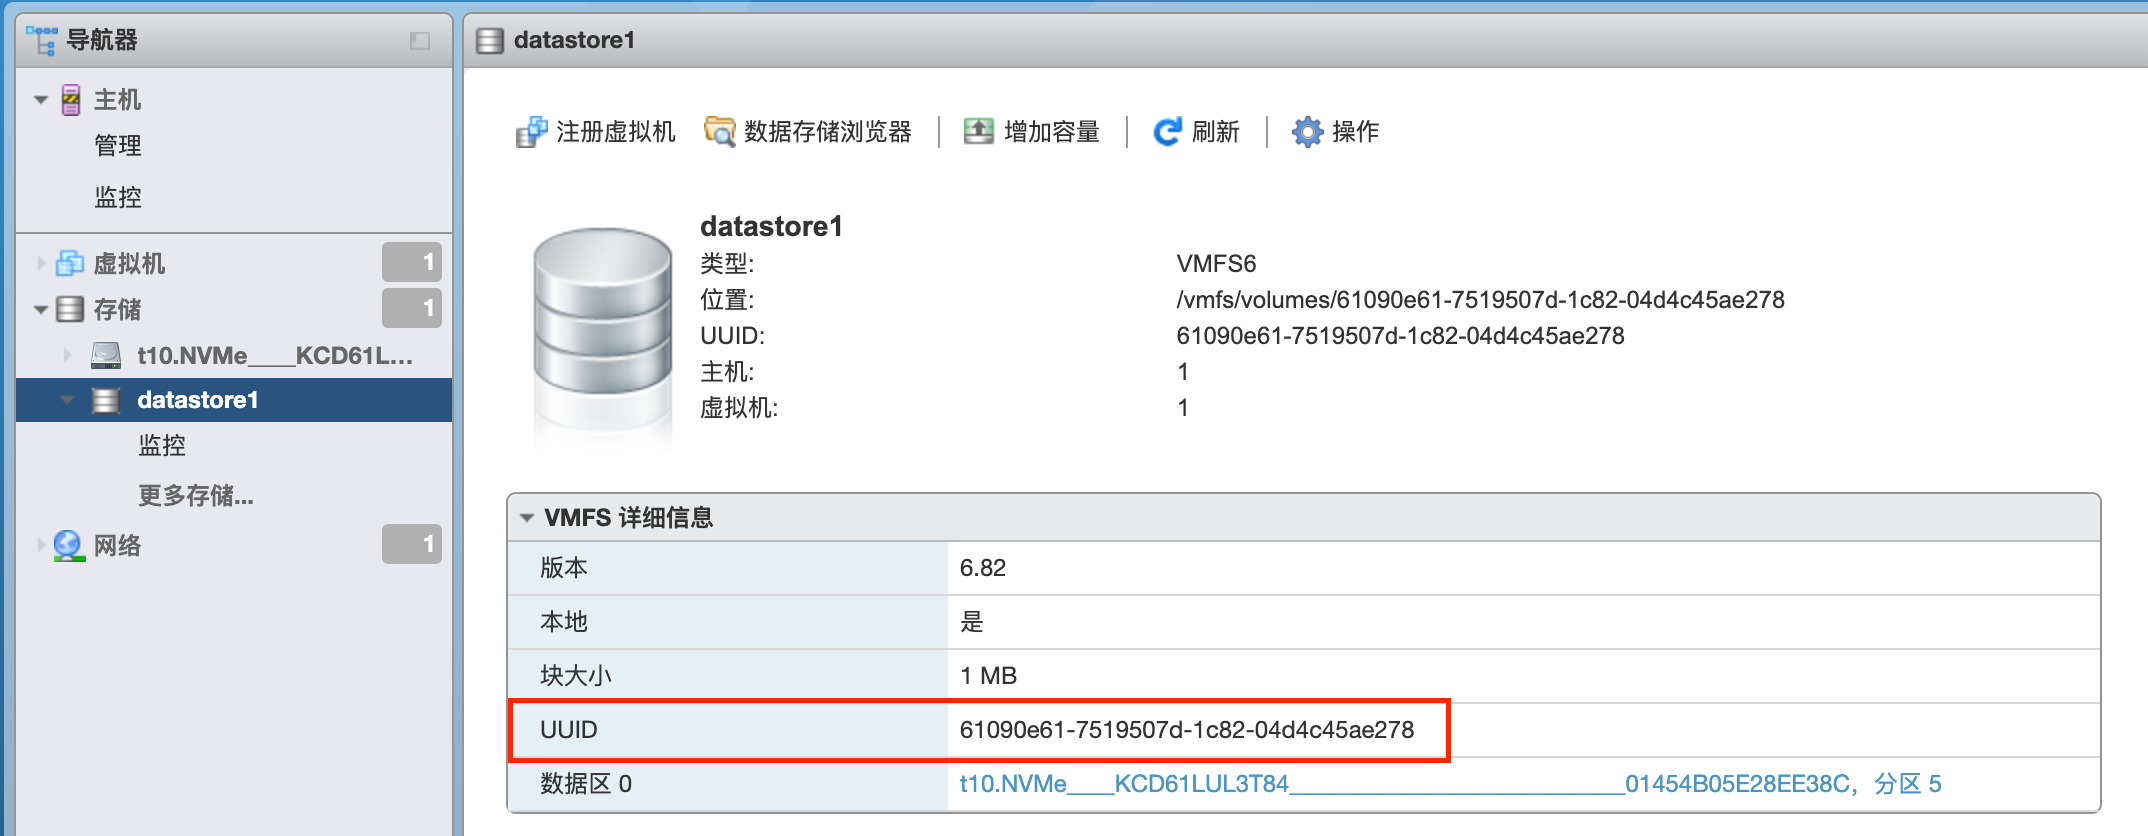 导航器
主机
管理
监控
虚拟机 1
存储 1
t10.NVMe____KCD61L...
datastore1
监控
更多存储...
网络 1
datastore1
注册虚拟机 数据存储浏览器 增加容量 刷新 操作
datastore1
类型: VMFS6
位置: /vmfs/volumes/61090e61-7519507d-1c82-04d4c45ae278
UUID: 61090e61-7519507d-1c82-04d4c45ae278
主机: 1
虚拟机: 1
VMFS 详细信息
版本 6.82
本地 是
块大小 1 MB
UUID 61090e61-7519507d-1c82-04d4c45ae278
数据区 0 t10.NVMe____KCD61LUL3T84____________________________01454B05E28EE38C，分区 5